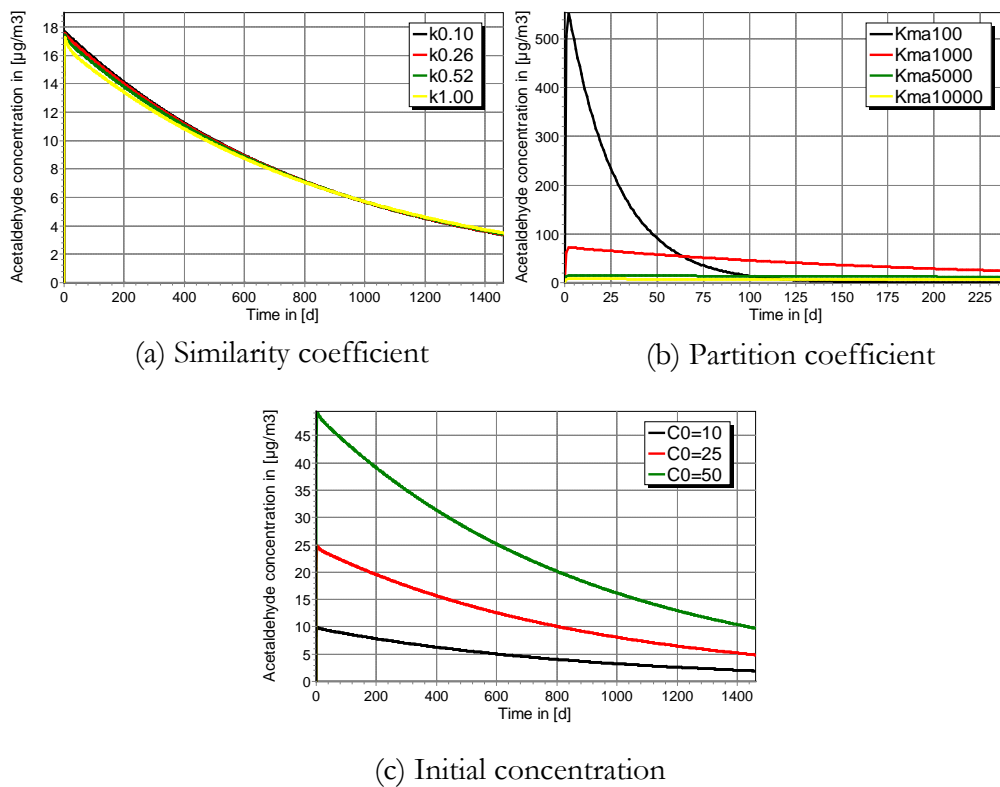 Acetaldehyde concentration in [µg/m3]
18
16
14
12
10
8
6
4
2
0
k0.10
k0.26
k0.52
k1.00
0 200 400 600 800 1000 1200 1400
Time in [d]
(a) Similarity coefficient
Acetaldehyde concentration in [µg/m3]
500
400
300
200
100
0
Kma100
Kma1000
Kma5000
Kma10000
0 25 50 75 100 125 150 175 200 225
Time in [d]
(b) Partition coefficient
Acetaldehyde concentration in [µg/m3]
45
40
35
30
25
20
15
10
5
0
C0=10
C0=25
C0=50
0 200 400 600 800 1000 1200 1400
Time in [d]
(c) Initial concentration